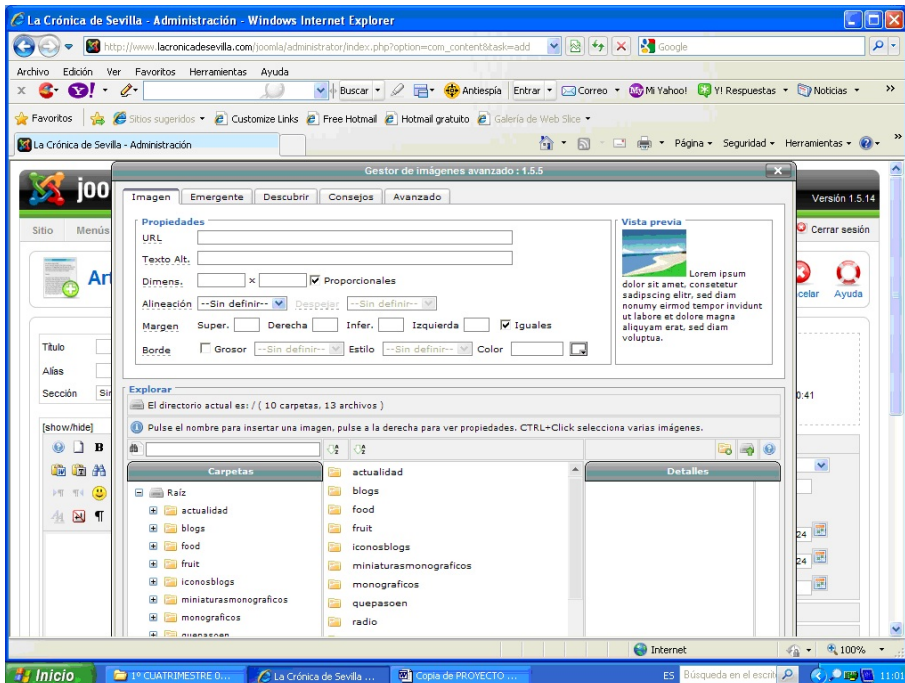 La Crónica de Sevilla - Administración - Windows Internet Explorer
http://www.lacronicadesevilla.com/joomla/administrator/index.php?option=com_content&task=add
Google
Archivo Edición Ver Favoritos Herramientas Ayuda
Buscar Antiespía Entrar Correo Mi Yahoo! Y! Respuestas Noticias
Favoritos Sitios sugeridos Customize Links Free Hotmail Hotmail gratuito Galería de Web Slice
La Crónica de Sevilla - Administración Página Seguridad Herramientas
Gestor de imágenes avanzado : 1.5.5
joo Versión 1.5.14
Imagen Emergente Descubrir Consejos Avanzado
Sitio Menús Cerrar sesión
Propiedades Vista previa
URL
Texto Alt.
Art
Dimens. x Proporcionales
Lorem ipsum
dolor sit amet, consetetur
sadipscing elitr, sed diam
nonumy eirmod tempor invidunt
ut labore et dolore magna
aliquyam erat, sed diam
voluptua.
celar Ayuda
Alineación --Sin definir-- Despejar --Sin definir--
Margen Super. Derecha Infer. Izquierda Iguales
Borde Grosor --Sin definir-- Estilo --Sin definir-- Color
Título
Alías
Sección Sin
0:41
Explorar
El directorio actual es: / ( 10 carpetas, 13 archivos )
[show/hide]
Pulse el nombre para insertar una imagen, pulse a la derecha para ver propiedades. CTRL+Click selecciona varias imágenes.
Carpetas Detalles
Raíz
actualidad
blogs
food
fruit
iconosblogs
miniaturasmonograficos
monograficos
quepasoen
actualidad
blogs
food
fruit
iconosblogs
miniaturasmonograficos
monograficos
quepasoen
radio
24
24
Internet 100%
Inicio 1º CUATRIMESTRE 0... La Crónica de Sevilla ... Copia de PROYECTO ... ES Búsqueda en el escrit 11:01